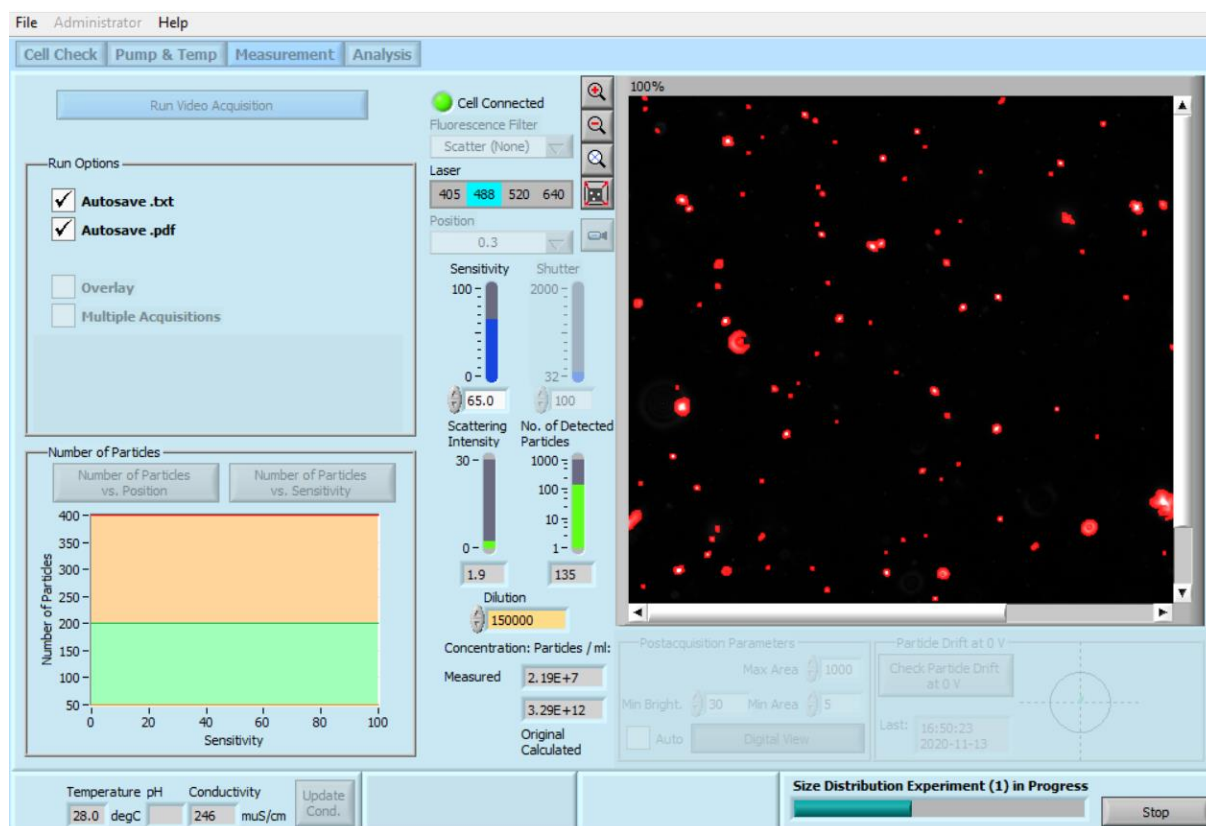 File Administrator Help
Cell Check Pump & Temp Measurement Analysis
Run Video Acquisition
Run Options
Autosave .txt
Autosave .pdf
Overlay
Multiple Acquisitions
Number of Particles
Number of Particles
vs. Position
Number of Particles
vs. Sensitivity
Number of Particles
400
350
300
250
200
150
100
50
0 20 40 60 80 100
Sensitivity
Cell Connected
Fluorescence Filter
Scatter (None)
Laser
405 488 520 640
Position
0.3
Sensitivity Shutter
100 2000
0 32
65.0 100
Scattering
Intensity
No. of Detected
Particles
30 1000
100
10
0 1
1.9 135
Dilution
150000
Concentration: Particles / ml:
Measured 2.19E+7
3.29E+12
Original
Calculated
100%
Postacquisition Parameters
Max Area 1000
Min Bright. 30 Min Area 5
Auto Digital View
Particle Drift at 0 V
Check Particle Drift
at 0 V
Last: 16:50:23
2020-11-13
Temperature pH Conductivity
28.0 degC 246 muS/cm
Update
Cond.
Size Distribution Experiment (1) in Progress
Stop